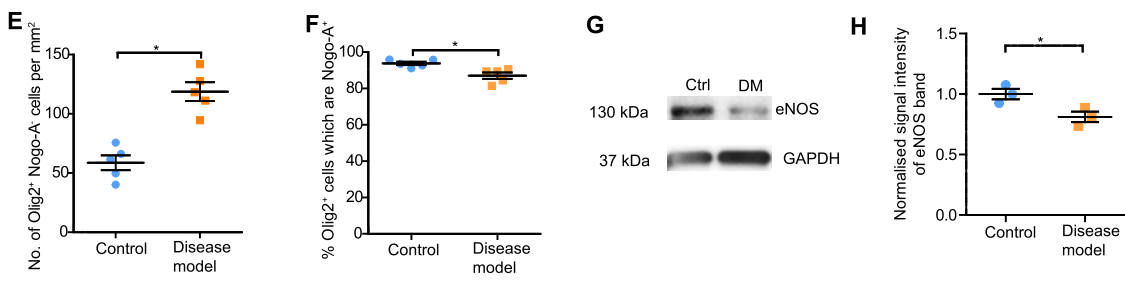 E
No. of Olig2+ Nogo-A- cells per mm2
150
100
50
0
*
Control
Disease
model
F
% Olig2+ cells which are Nogo-A+
100
80
60
40
20
0
*
Control
Disease
model
G
Ctrl
DM
130 kDa
eNOS
37 kDa
GAPDH
H
Normalised signal intensity
of eNOS band
1.5
1.0
0.5
0.0
*
Control
Disease
model